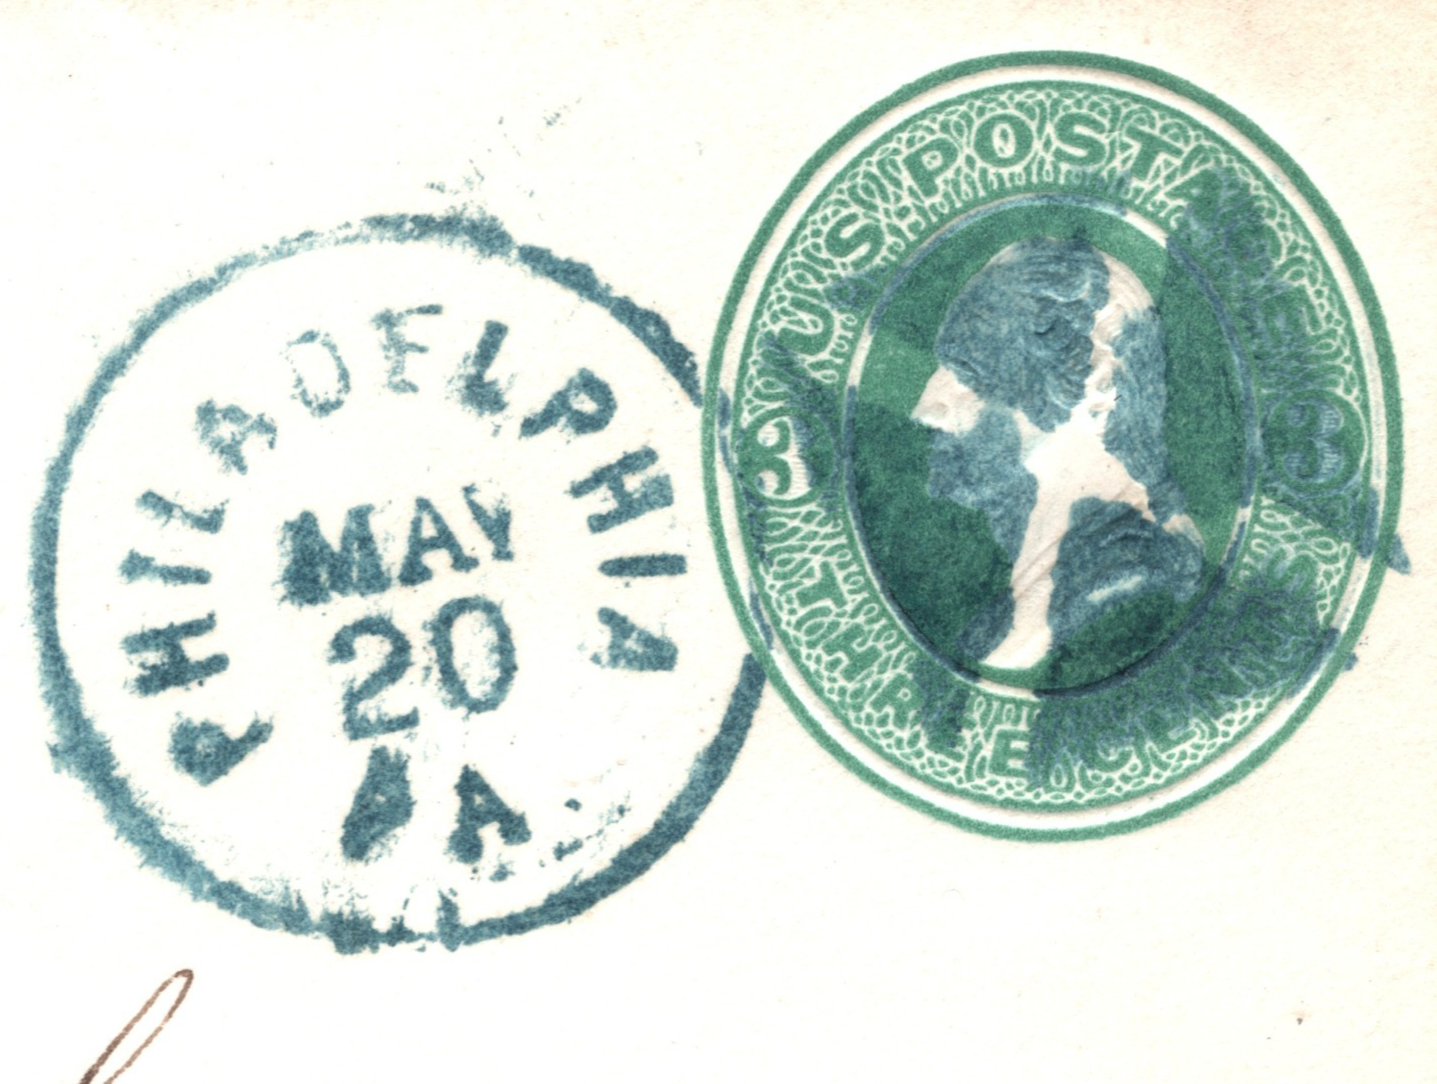 PHILADELPHIA
MAY
20
PA.
U.S. POSTAGE
3 3
THREE CENTS